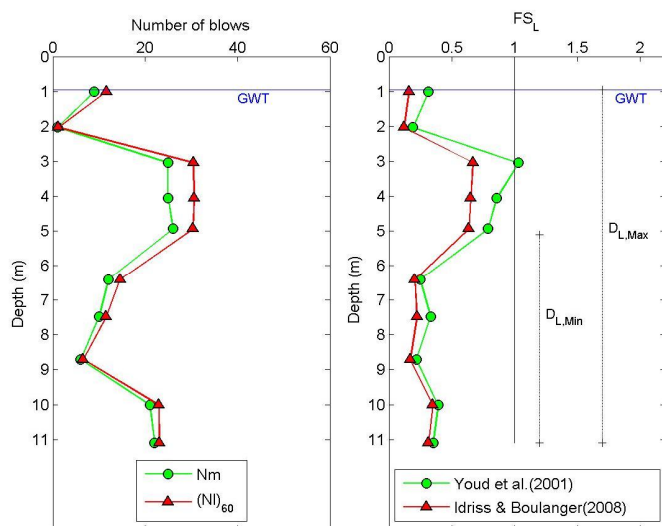 Number of blows
0 20 40 60
0
1
2
3
4
5
6
7
8
9
10
11
Depth (m)
GWT
Nm
(NI)60
FSL
0 0.5 1 1.5 2
0
1
2
3
4
5
6
7
8
9
10
11
Depth (m)
GWT
DL,Max
DL,Min
Youd et al.(2001)
Idriss & Boulanger(2008)